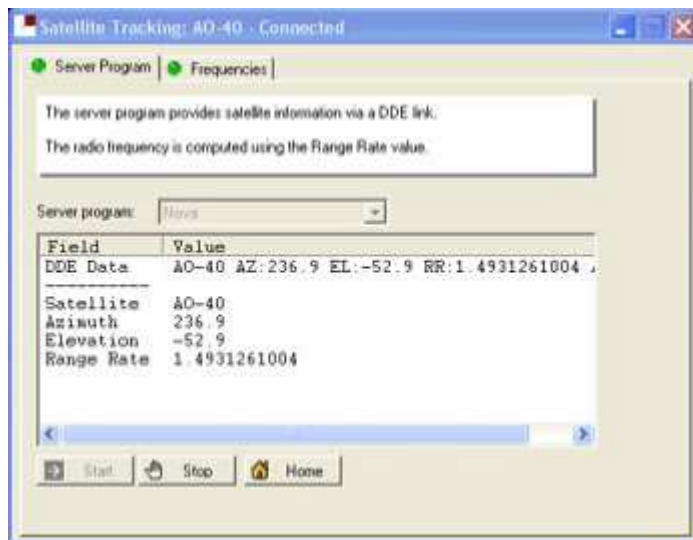 Satellite Tracking: AO-40 - Connected
Server Program Frequencies
The server program provides satellite information via a DDE link.
The radio frequency is computed using the Range Rate value.
Server program: Nova
Field Value
DDE Data AO-40 AZ:236.9 EL:-52.9 RR:1.4931261004
----------
Satellite AO-40
Azimuth 236.9
Elevation -52.9
Range Rate 1.4931261004
Start Stop Home